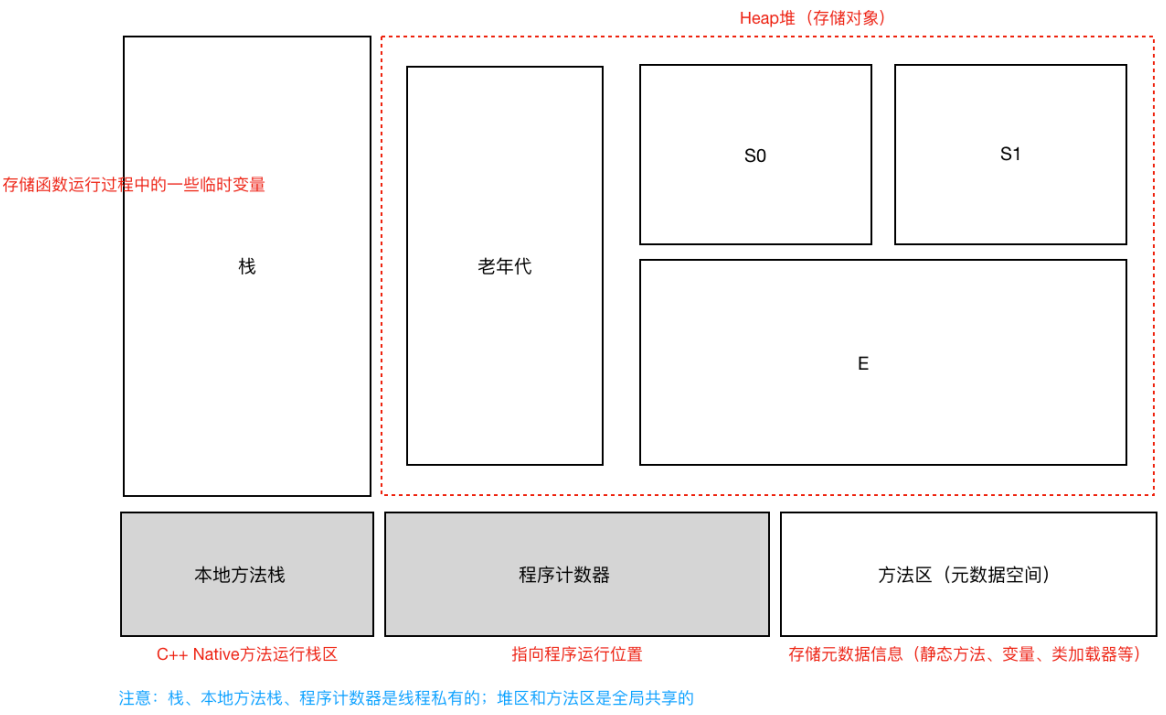 Heap堆（存储对象）
S0
S1
存储函数运行过程中的一些临时变量
栈
老年代
E
本地方法栈
程序计数器
方法区（元数据空间）
C++ Native方法运行栈区
指向程序运行位置
存储元数据信息（静态方法、变量、类加载器等）
注意：栈、本地方法栈、程序计数器是线程私有的；堆区和方法区是全局共享的